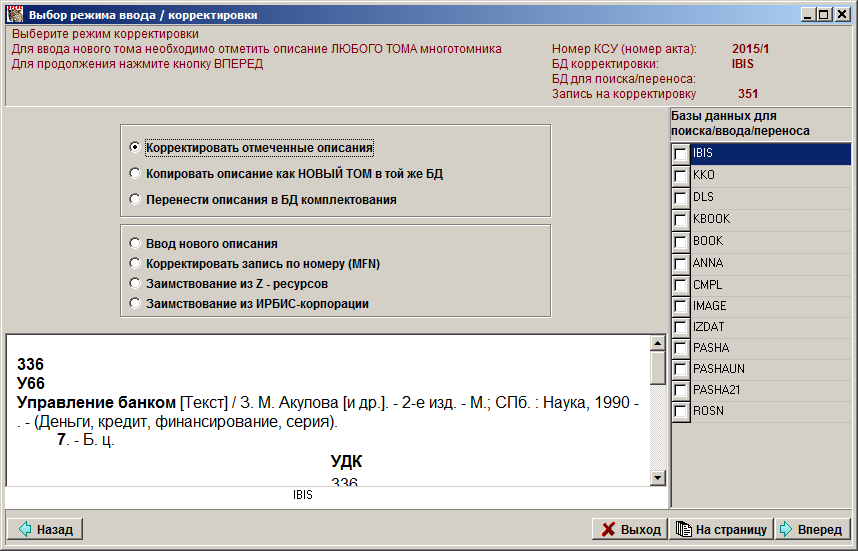 Выбор режима ввода / корректировки
Выберите режим корректировки
Для ввода нового тома необходимо отметить описание ЛЮБОГО ТОМА многотомника
Для продолжения нажмите кнопку ВПЕРЕД
Номер КСУ (номер акта): 2015/1
БД корректировки: IBIS
БД для поиска/переноса:
Запись на корректировку 351
Корректировать отмеченные описания
Копировать описание как НОВЫЙ ТОМ в той же БД
Перенести описания в БД комплектования
Ввод нового описания
Корректировать запись по номеру (MFN)
Заимствование из Z - ресурсов
Заимствование из ИРБИС-корпорации
336
У66
Управление банком [Текст] / З. М. Акулова [и др.]. - 2-е изд. - М.; СПб. : Наука, 1990 -
. - (Деньги, кредит, финансирование, серия).
7. - Б. ц.
УДК
336
IBIS
Базы данных для
поиска/ввода/переноса
IBIS
KKO
DLS
KBOOK
BOOK
ANNA
CMPL
IMAGE
IZDAT
PASHA
PASHAUN
PASHA21
ROSN
Назад
Выход
На страницу
Вперед